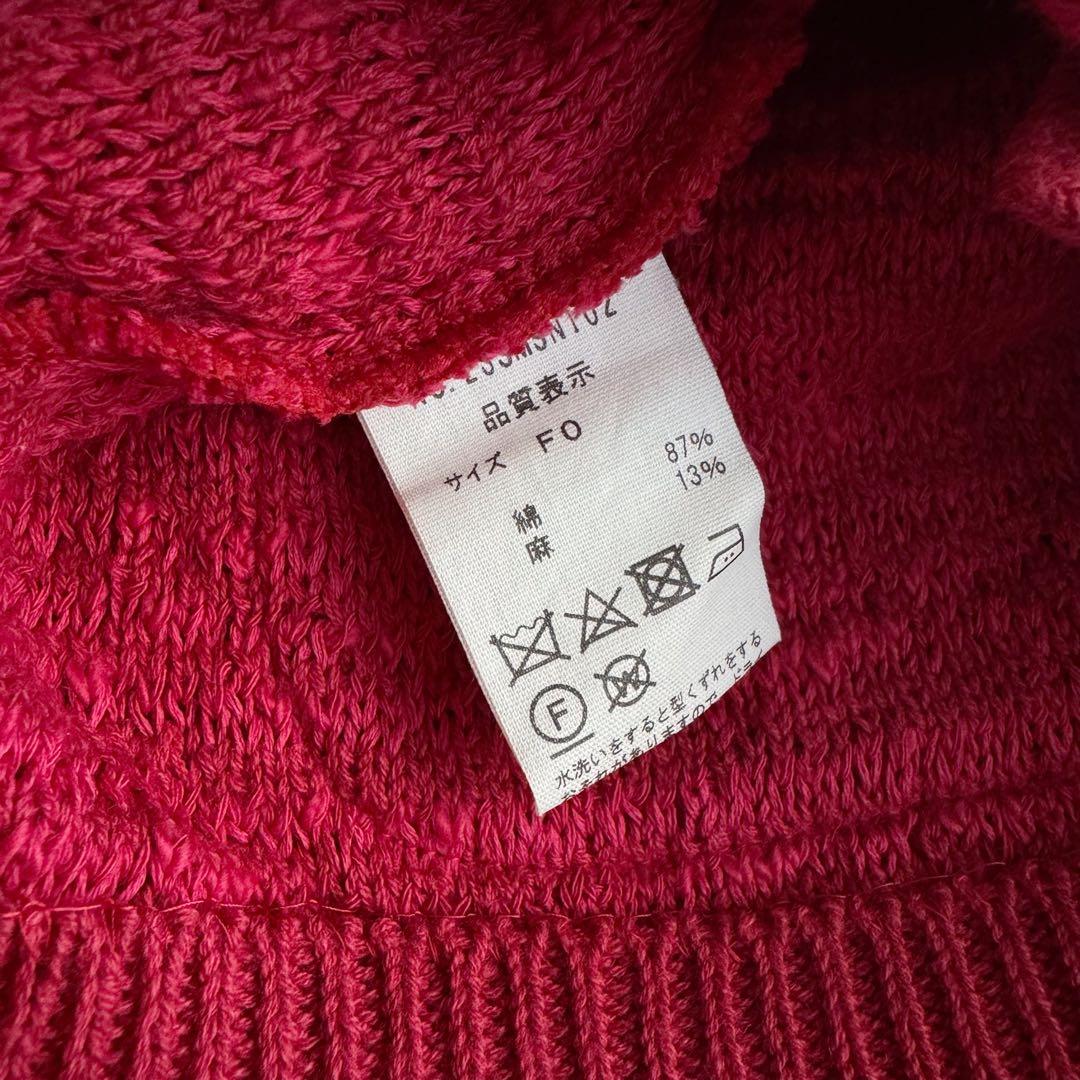 品質表示
サイズ FO
綿 87%
麻 13%
F
W
水洗いをすると型くずれをする